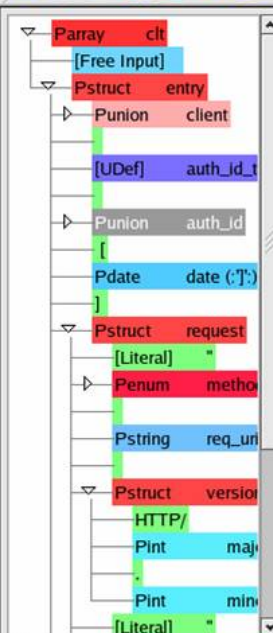 Parray clt
[Free Input]
Pstruct entry
Punion client
[UDef] auth_id_t
Punion auth_id
[
Pdate date (:']':)
]
Pstruct request
[Literal] "
Penum metho
Pstring req_uri
Pstruct version
HTTP/
Pint maj
.
Pint min
[Literal] "